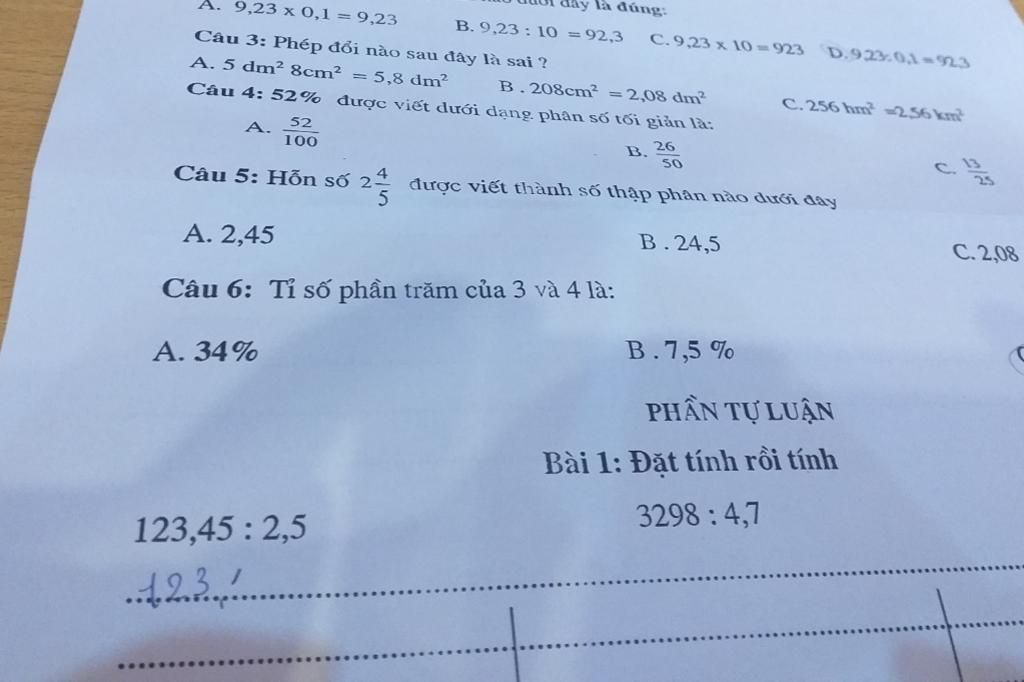 dưới đây là đúng:
A. 9,23 x 0,1 = 9,23 B. 9,23 : 10 = 92,3 C. 9,23 x 10 = 923 D. 9,23 : 0,1 = 92,3
Câu 3: Phép đổi nào sau đây là sai ?
A. 5 dm² 8cm² = 5,8 dm² B . 208cm² = 2,08 dm² C. 256 hm² =2,56 km²
Câu 4: 52% được viết dưới dạng phân số tối giản là:
A. 52/100 B. 26/50 C. 13/25
Câu 5: Hỗn số 2 4/5 được viết thành số thập phân nào dưới đây
A. 2,45 B . 24,5 C. 2,08
Câu 6: Tỉ số phần trăm của 3 và 4 là:
A. 34% B . 7,5 %
PHẦN TỰ LUẬN
Bài 1: Đặt tính rồi tính
123,45 : 2,5 3298 : 4,7
123,